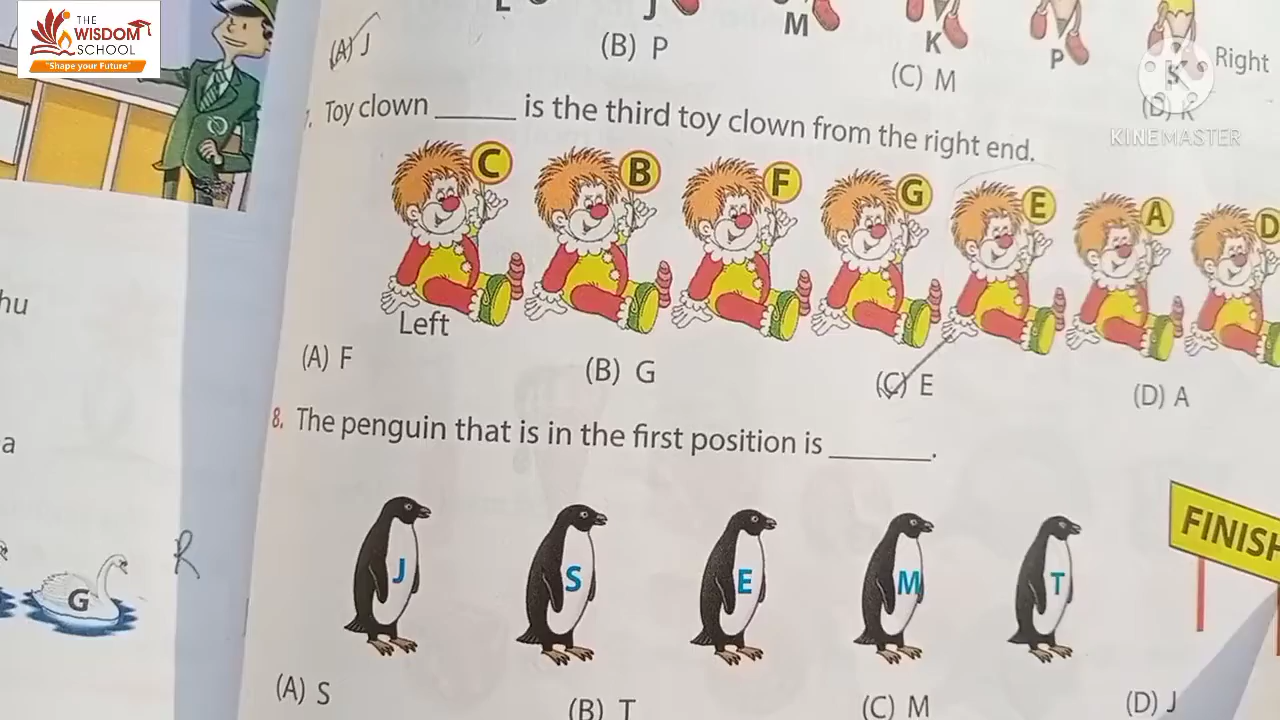 THE
WISDOM
SCHOOL
"Shape your Future"
M
K
P
Right
(A) J
(B) P
(C) M
(D) K
KINEMASTER
Toy clown ______ is the third toy clown from the right end.
C B F G E A D
Left
(A) F (B) G (C) E (D) A
8. The penguin that is in the first position is ______.
hu
a
G
R
J S E M T
FINISH
(A) S (B) T (C) M (D) J